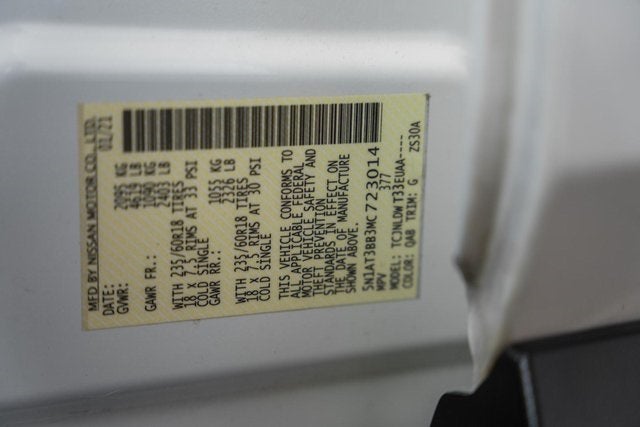 MFD BY NISSAN MOTOR CO., LTD.
DATE: 01/21
GVWR: 2095 KG
4619 LB
GAWR FR.: 1090 KG
2403 LB
WITH 235/60R18 TIRES
18 X 7.5 RIMS AT 33 PSI
COLD SINGLE
GAWR RR.: 1055 KG
2326 LB
WITH 235/60R18 TIRES
18 X RIMS AT 30 PSI
COLD SINGLE
THIS VEHICLE CONFORMS TO
ALL APPLICABLE FEDERAL
MOTOR VEHICLE SAFETY AND
THEFT PREVENTION
STANDARDS IN EFFECT ON
THE DATE OF MANUFACTURE
SHOWN ABOVE.
5N1AT3BB3MC723014
MPV 377
MODEL: TCJNLDWT33EUAA----
COLOR: QAB TRIM: G ZS30A